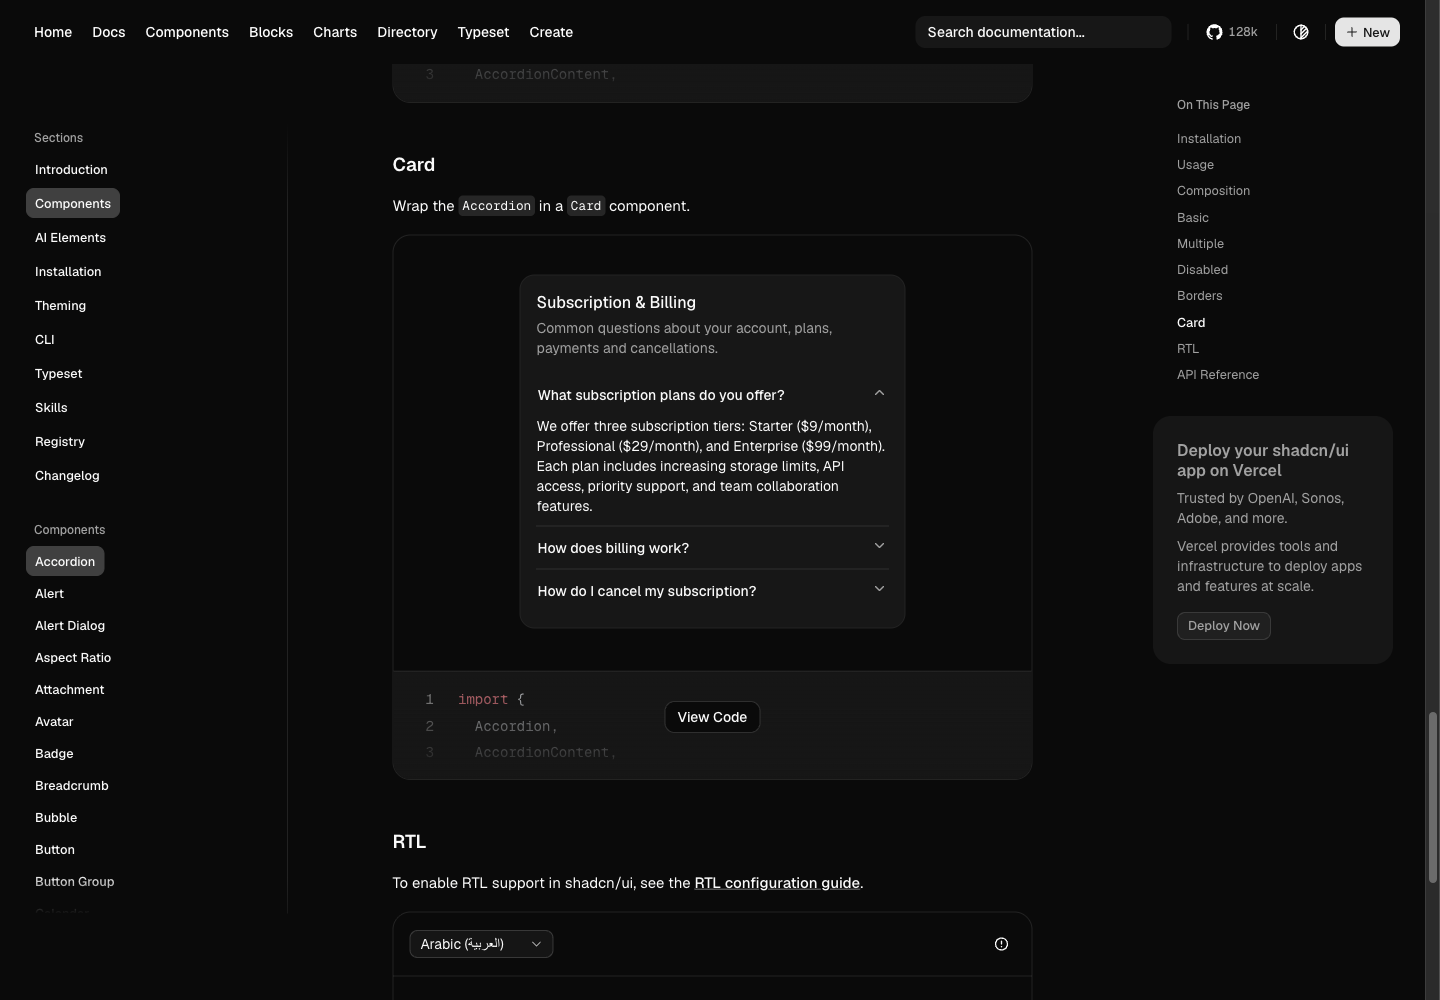 Home Docs Components Blocks Charts Directory Typeset Create
Search documentation...
128k
New
Sections
Introduction
Components
AI Elements
Installation
Theming
CLI
Typeset
Skills
Registry
Changelog
Components
Accordion
Alert
Alert Dialog
Aspect Ratio
Attachment
Avatar
Badge
Breadcrumb
Bubble
Button
Button Group
Calendar
3 AccordionContent,
Card
Wrap the Accordion in a Card component.
Subscription & Billing
Common questions about your account, plans,
payments and cancellations.
What subscription plans do you offer?
We offer three subscription tiers: Starter ($9/month),
Professional ($29/month), and Enterprise ($99/month).
Each plan includes increasing storage limits, API
access, priority support, and team collaboration
features.
How does billing work?
How do I cancel my subscription?
1 import {
2 Accordion,
3 AccordionContent,
View Code
RTL
To enable RTL support in shadcn/ui, see the RTL configuration guide.
Arabic (العربية)
On This Page
Installation
Usage
Composition
Basic
Multiple
Disabled
Borders
Card
RTL
API Reference
Deploy your shadcn/ui
app on Vercel
Trusted by OpenAI, Sonos,
Adobe, and more.
Vercel provides tools and
infrastructure to deploy apps
and features at scale.
Deploy Now